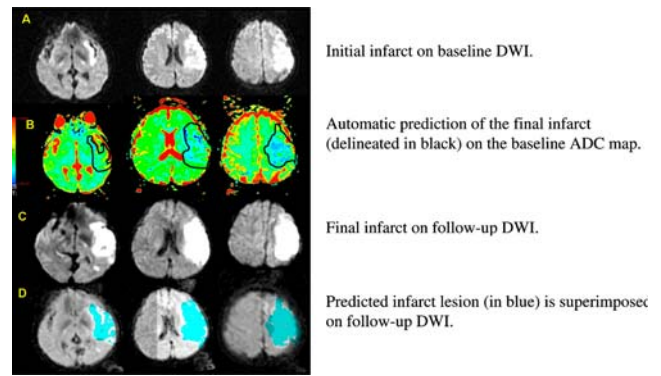 A
Initial infarct on baseline DWI.
B
Automatic prediction of the final infarct
(delineated in black) on the baseline ADC map.
C
Final infarct on follow-up DWI.
D
Predicted infarct lesion (in blue) is superimposed
on follow-up DWI.